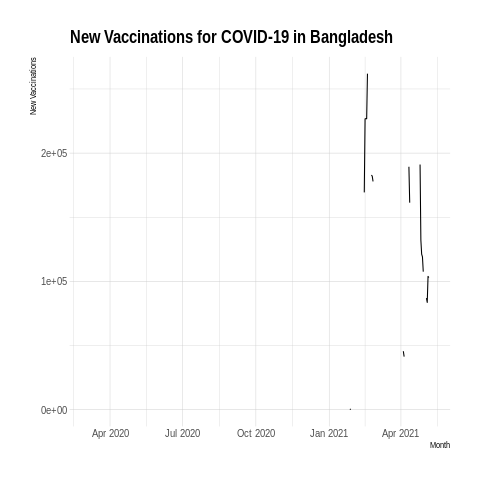 New Vaccinations for COVID-19 in Bangladesh
New Vaccinations
2e+05
1e+05
0e+00
Apr 2020 Jul 2020 Oct 2020 Jan 2021 Apr 2021
Month